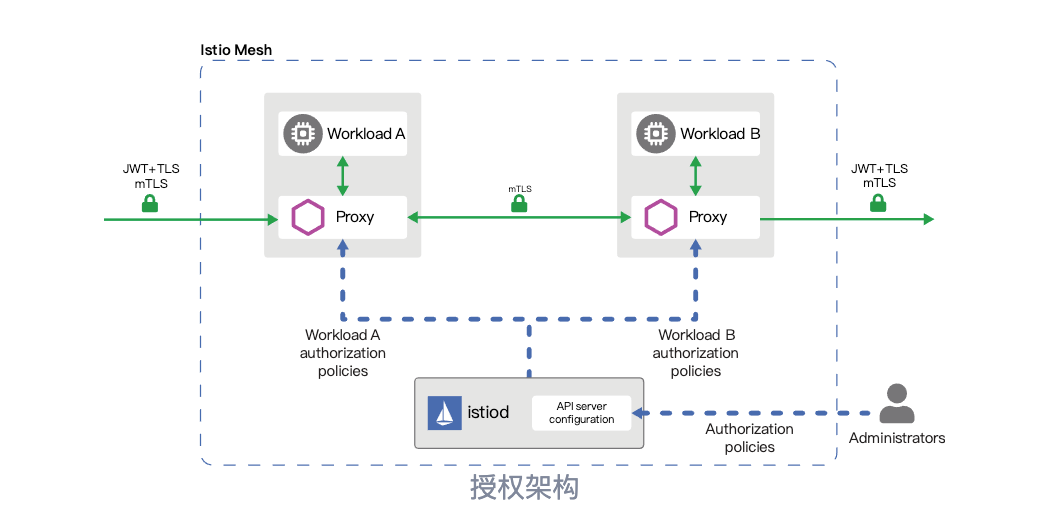 Istio Mesh
Workload A
Workload B
JWT+TLS
mTLS
mTLS
JWT+TLS
mTLS
Proxy
Proxy
Workload A
authorization
policies
Workload B
authorization
policies
istiod
API server
configuration
Authorization
policies
Administrators
授权架构